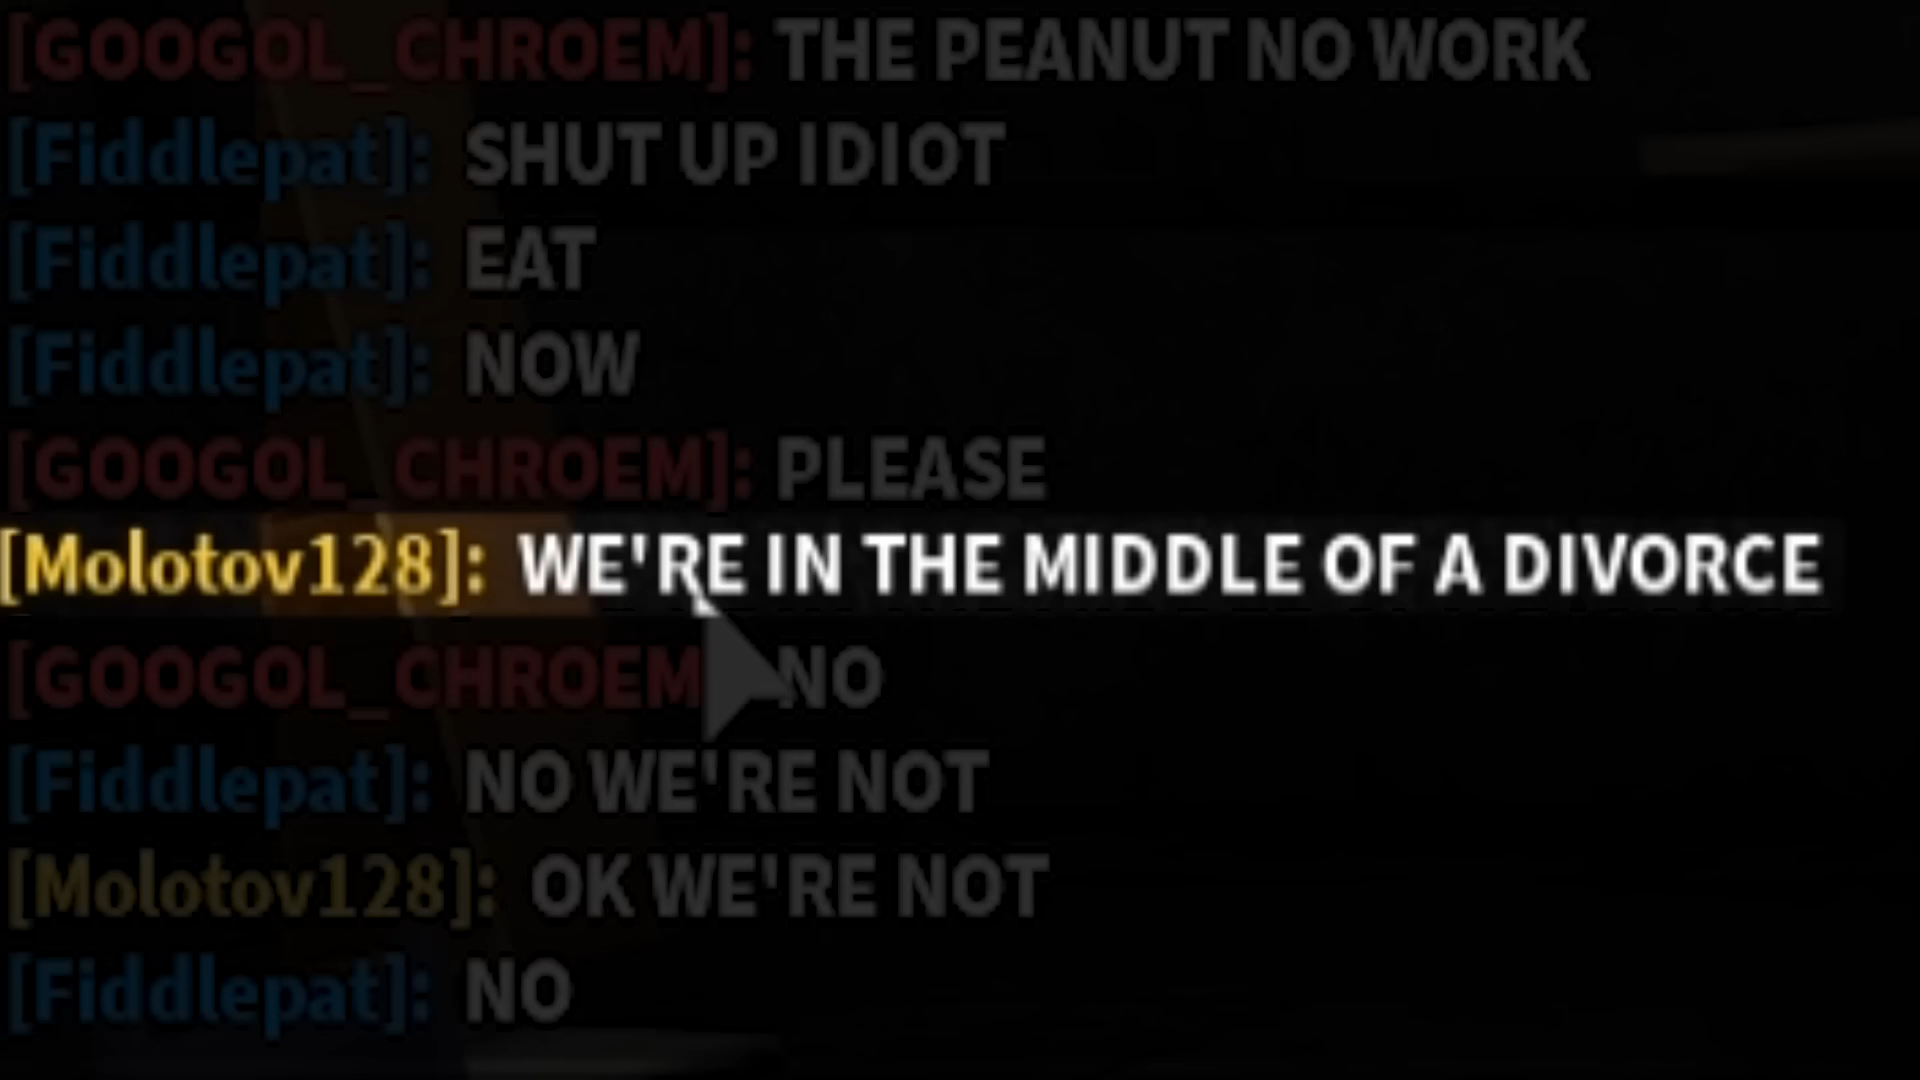 [GOOGOL_CHROEM]: THE PEANUT NO WORK
[Fiddlepat]: SHUT UP IDIOT
[Fiddlepat]: EAT
[Fiddlepat]: NOW
[GOOGOL_CHROEM]: PLEASE
[Molotov128]: WE'RE IN THE MIDDLE OF A DIVORCE
[GOOGOL_CHROEM NO
[Fiddlepat]: NO WE'RE NOT
[Molotov128]: OK WE'RE NOT
[Fiddlepat]: NO